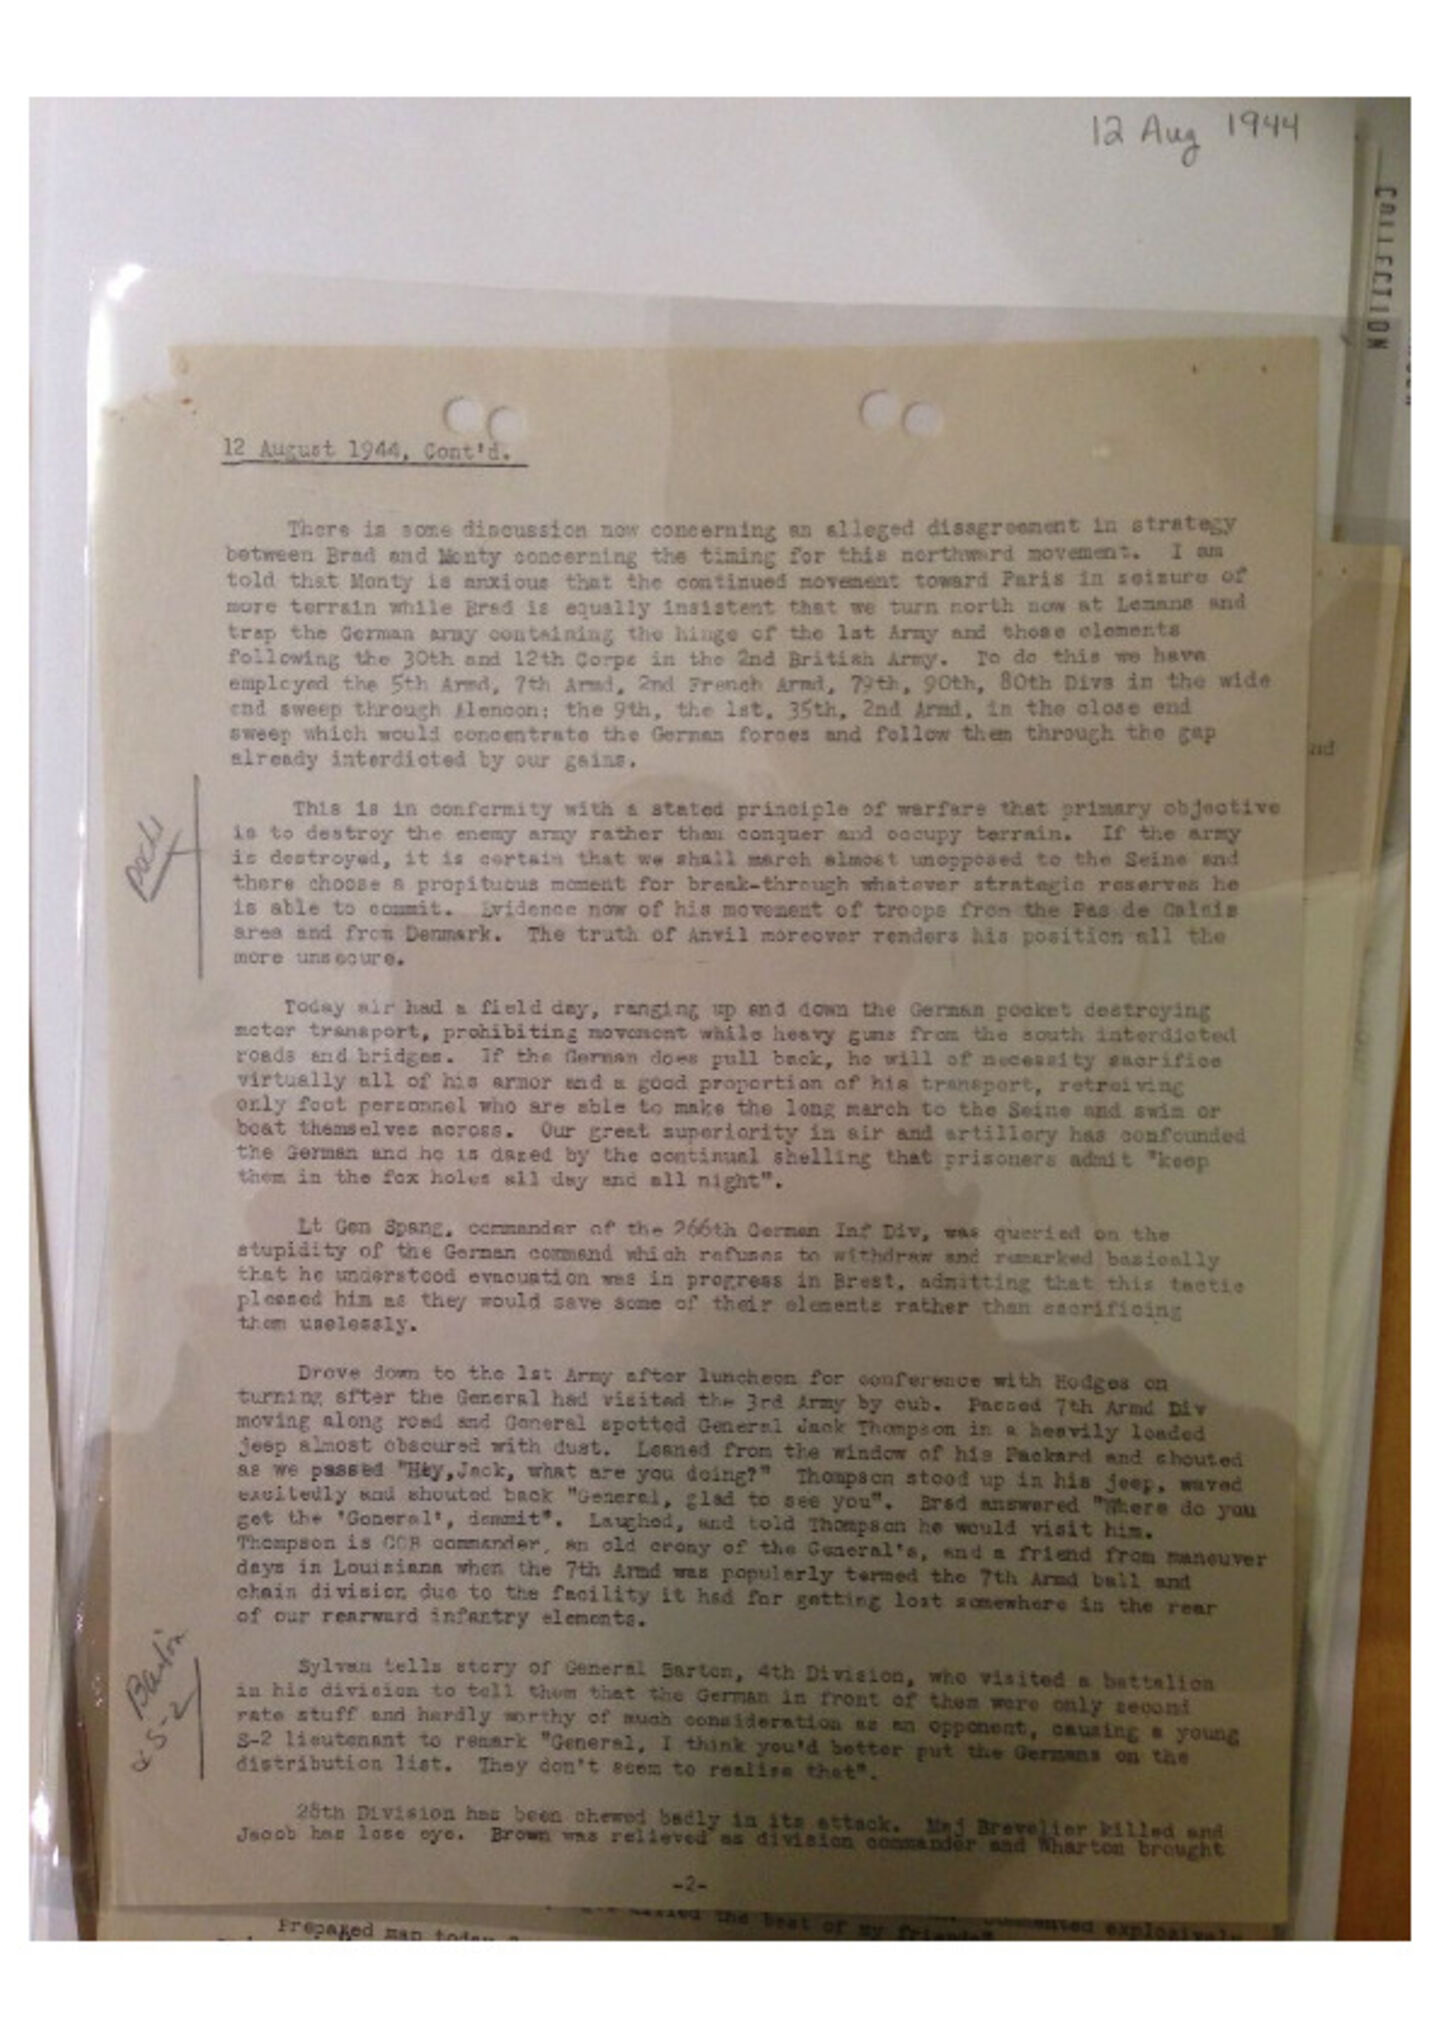 12 Aug 1944
COLLECTION
12 August 1944, Cont'd.
There is some discussion now concerning an alleged disagreement in strategy
between Brad and Monty concerning the timing for this northward movement. I am
told that Monty is anxious that the continued movement toward Paris in seizure of
more terrain while Brad is equally insistent that we turn north now at Lemans and
trap the German army containing the hinge of the 1st Army and those elements
following the 30th and 12th Corps in the 2nd British Army. To do this we have
employed the 5th Armd, 7th Armd, 2nd French Armd, 79th, 90th, 80th Divs in the wide
end sweep through Alencon; the 9th, the 1st, 35th, 2nd Armd, in the close end
sweep which would concentrate the German forces and follow them through the gap
already interdicted by our gains.
nd
This is in conformity with a stated principle of warfare that primary objective
is to destroy the enemy army rather than conquer and occupy terrain. If the army
is destroyed, it is certain that we shall march almost unopposed to the Seine and
there choose a propituous moment for break-through whatever strategic reserves he
is able to commit. Evidence now of his movement of troops from the Pas de Calais
area and from Denmark. The truth of Anvil moreover renders his position all the
more unsecure.
Today air had a field day, ranging up and down the German pocket destroying
motor transport, prohibiting movement while heavy guns from the south interdicted
roads and bridges. If the German does pull back, he will of necessity sacrifice
virtually all of his armor and a good proportion of his transport, retreiving
only foot personnel who are able to make the long march to the Seine and swim or
boat themselves across. Our great superiority in air and artillery has confounded
the German and he is dazed by the continual shelling that prisoners admit "keep
them in the fox holes all day and all night".
Lt Gen Spang, commander of the 266th German Inf Div, was queried on the
stupidity of the German command which refuses to withdraw and remarked basically
that he understood evacuation was in progress in Brest, admitting that this tactic
pleased him as they would save some of their elements rather than sacrificing
them uselessly.
Drove down to the 1st Army after luncheon for conference with Hodges on
turning after the General had visited the 3rd Army by cub. Passed 7th Armd Div
moving along road and General spotted General Jack Thompson in a heavily loaded
jeep almost obscured with dust. Leaned from the window of his Packard and shouted
as we passed "Hey,Jack, what are you doing?" Thompson stood up in his jeep, waved
excitedly and shouted back "General, glad to see you". Brad answered "Where do you
get the 'General', dammit". Laughed, and told Thompson he would visit him.
Thompson is CCB commander, an old crony of the General's, and a friend from maneuver
days in Louisiana when the 7th Armd was popularly termed the 7th Armd ball and
chain division due to the facility it had for getting lost somewhere in the rear
of our rearward infantry elements.
Barton
& S-2
Sylvan tells story of General Barton, 4th Division, who visited a battalion
in his division to tell them that the German in front of them were only second
rate stuff and hardly worthy of much consideration as an opponent, causing a young
S-2 lieutenant to remark "General, I think you'd better put the Germans on the
distribution list. They don't seem to realize that".
28th Division has been chewed badly in its attack. Maj Bravelier killed and
Jacob has lose eye. Brown was relieved as division commander and Wharton brought
-2-
the best of my friends" commented explosively
Prepared map today